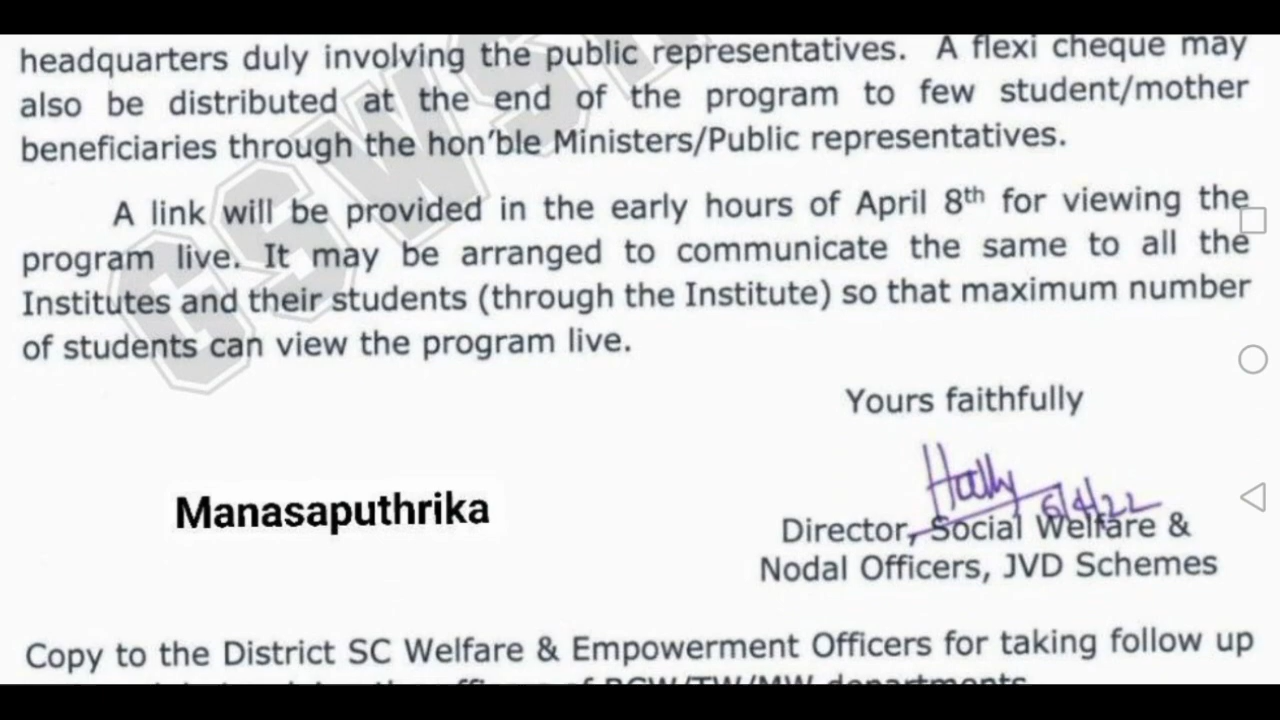 headquarters duly involving the public representatives. A flexi cheque may
also be distributed at the end of the program to few student/mother
beneficiaries through the hon'ble Ministers/Public representatives.
A link will be provided in the early hours of April 8th for viewing the
program live. It may be arranged to communicate the same to all the
Institutes and their students (through the Institute) so that maximum number
of students can view the program live.
Yours faithfully
6/4/22
Manasaputhrika
Director, Social Welfare &
Nodal Officers, JVD Schemes
Copy to the District SC Welfare & Empowerment Officers for taking follow up
BCW/TW/MW departments
GSWS